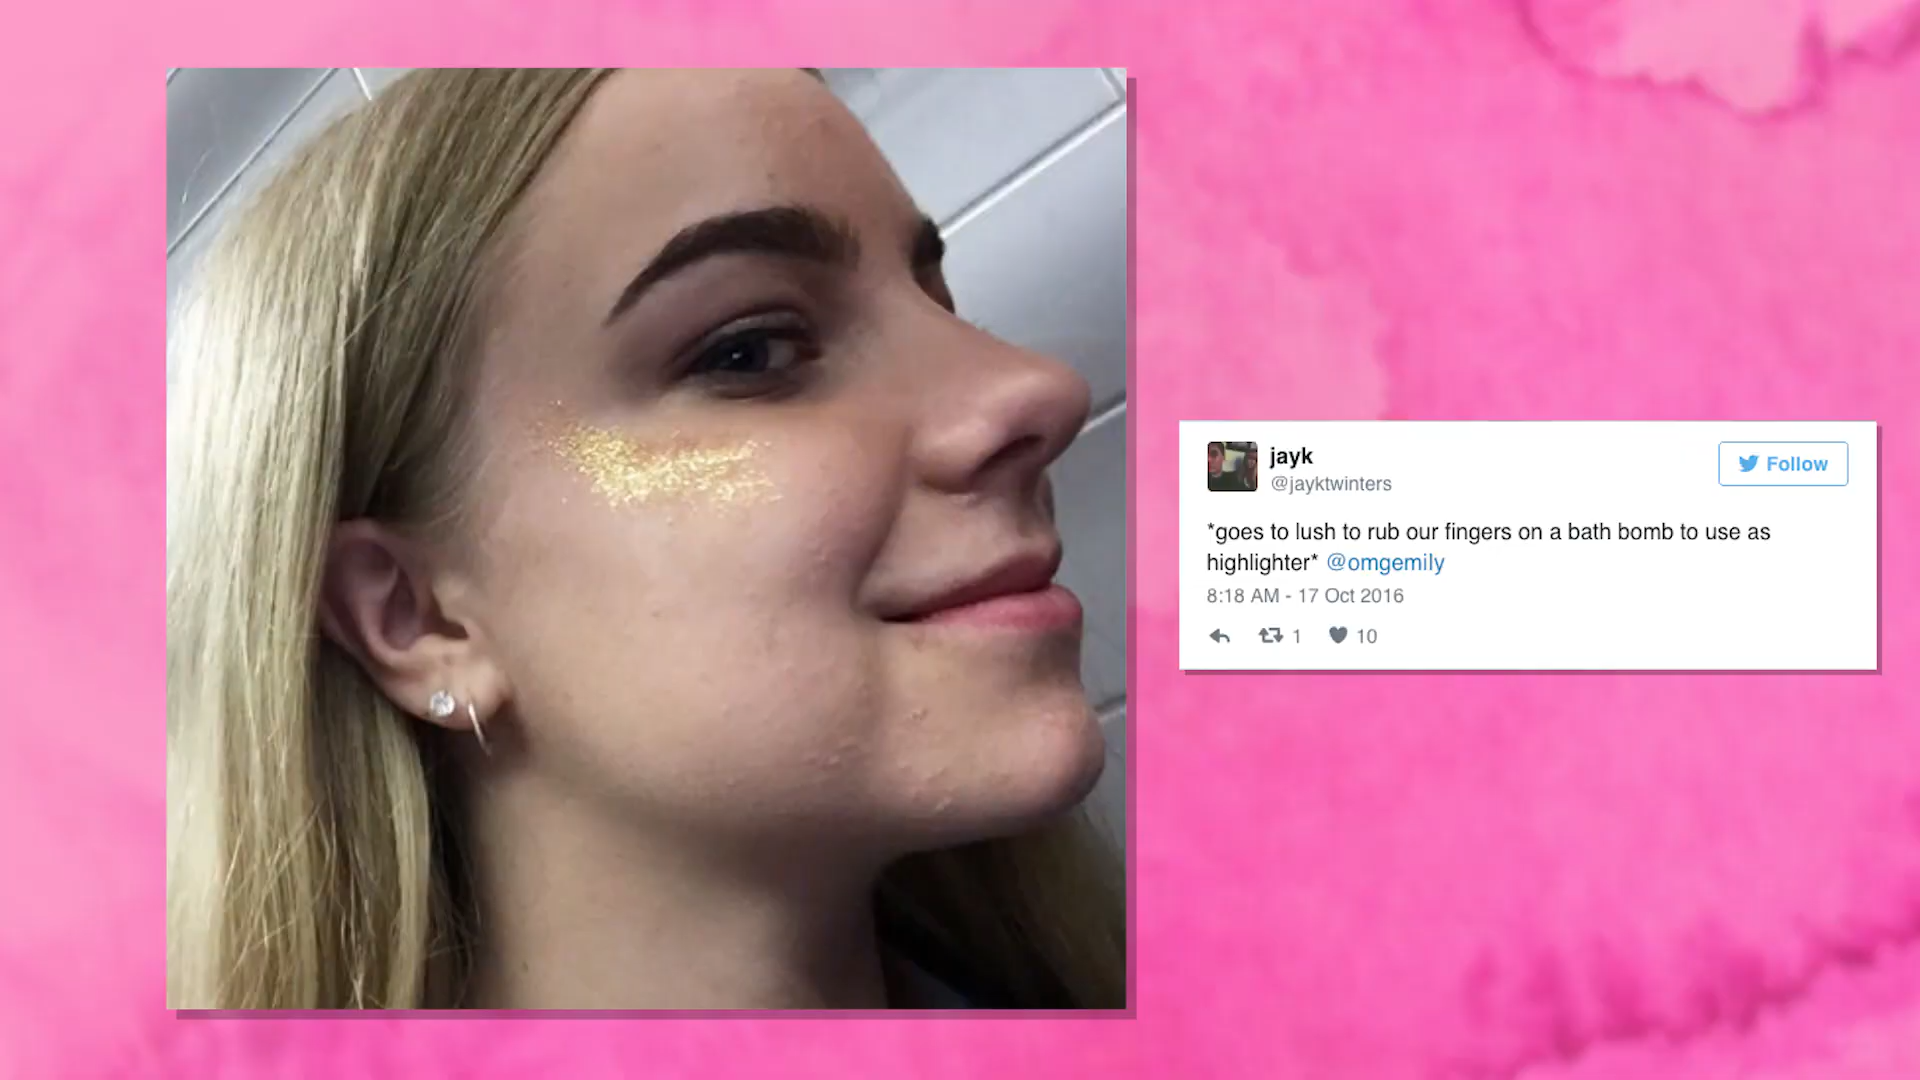 jayk
@jayktwinters
Follow
*goes to lush to rub our fingers on a bath bomb to use as
highlighter* @omgemily
8:18 AM - 17 Oct 2016
1 10